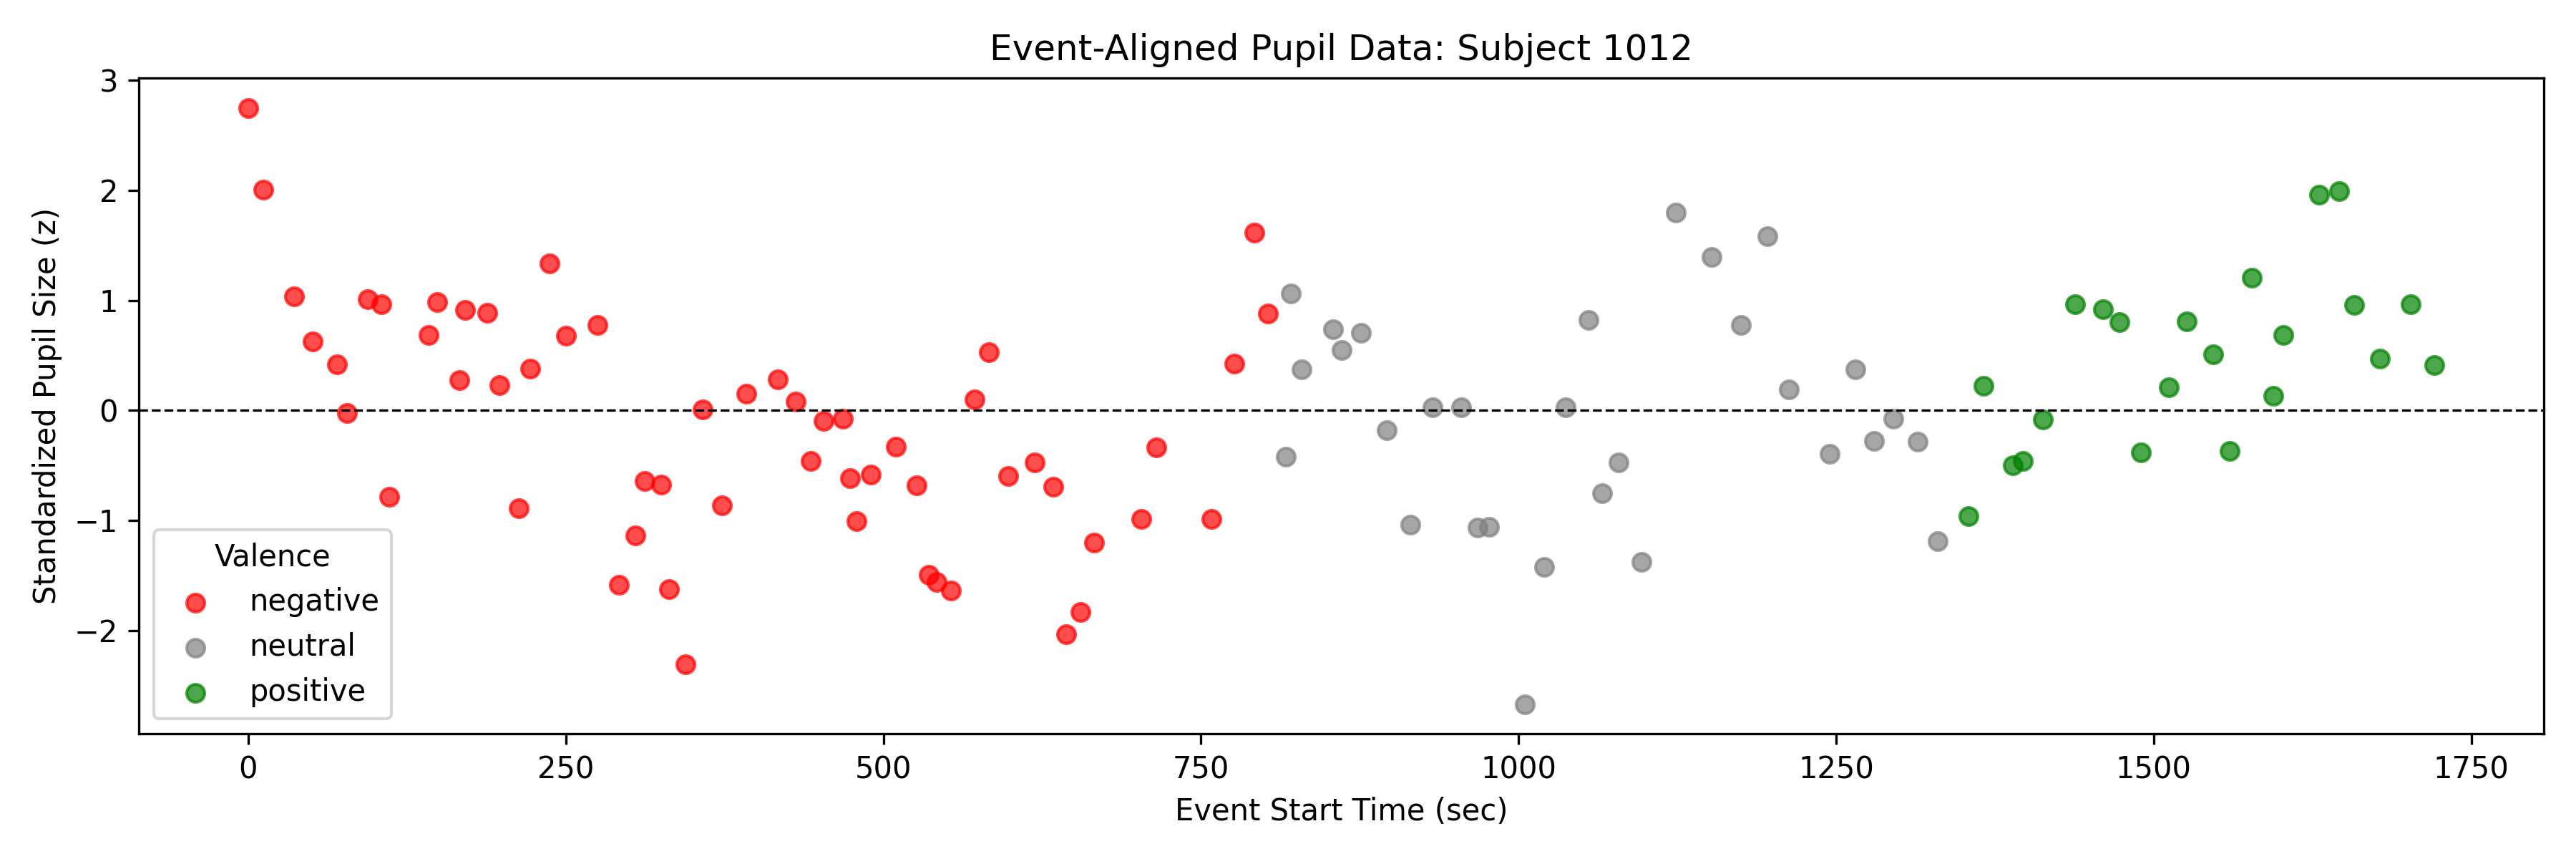 Event-Aligned Pupil Data: Subject 1012
Standardized Pupil Size (z)
3
2
1
0
−1
−2
Valence
negative
neutral
positive
0 250 500 750 1000 1250 1500 1750
Event Start Time (sec)